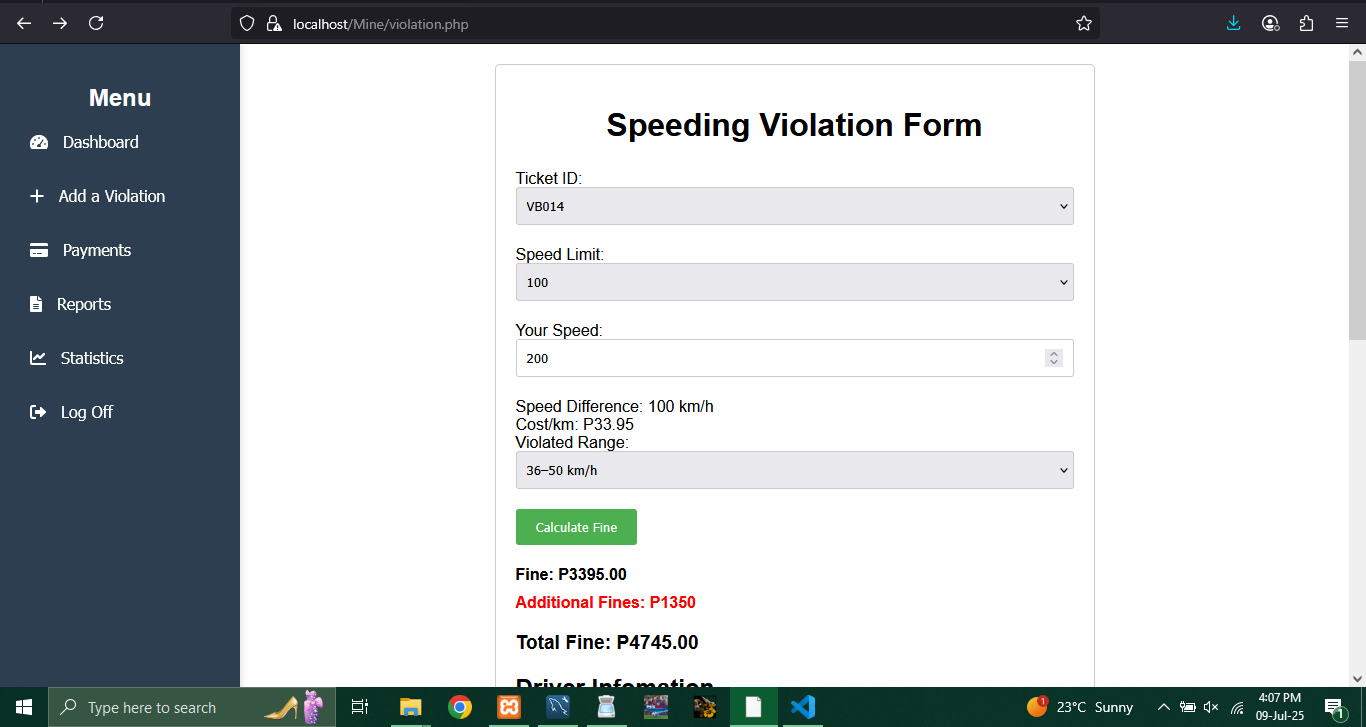 localhost/Mine/violation.php
Menu
Dashboard
Add a Violation
Payments
Reports
Statistics
Log Off
Speeding Violation Form
Ticket ID:
VB014
Speed Limit:
100
Your Speed:
200
Speed Difference: 100 km/h
Cost/km: P33.95
Violated Range:
36–50 km/h
Calculate Fine
Fine: P3395.00
Additional Fines: P1350
Total Fine: P4745.00
Driver Infomation
Type here to search
1
23°C Sunny
4:07 PM
09-Jul-25
1